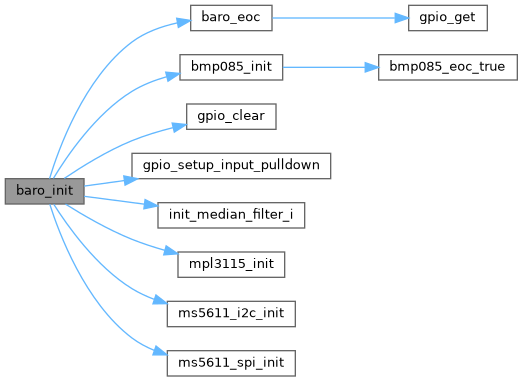 baro_init
baro_eoc
gpio_get
bmp085_init
bmp085_eoc_true
gpio_clear
gpio_setup_input_pulldown
init_median_filter_i
mpl3115_init
ms5611_i2c_init
ms5611_spi_init